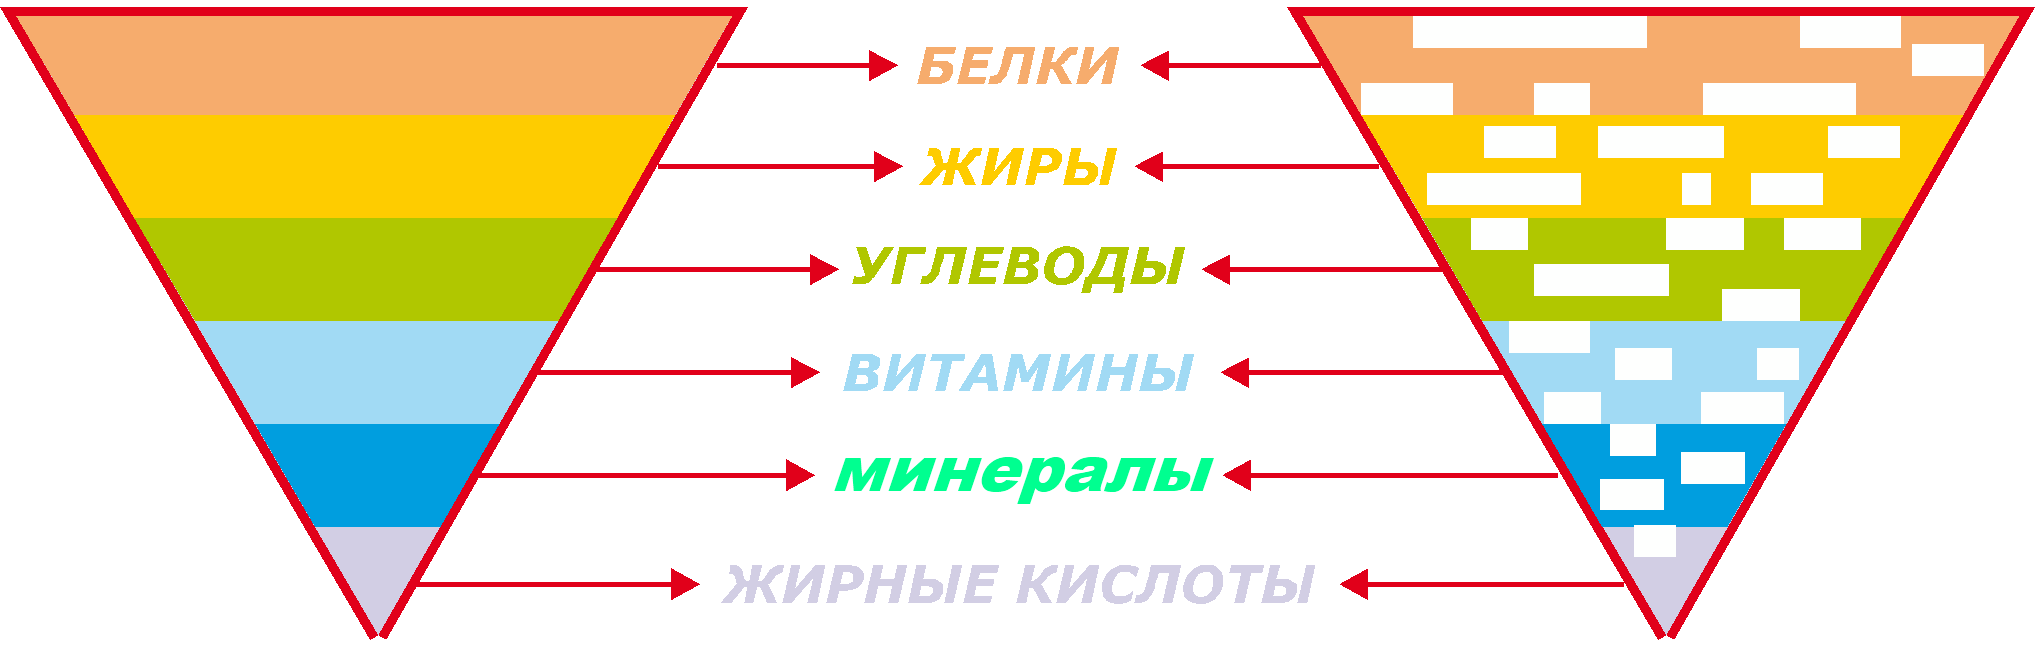 БЕЛКИ
ЖИРЫ
УГЛЕВОДЫ
ВИТАМИНЫ
минералы
ЖИРНЫЕ КИСЛОТЫ